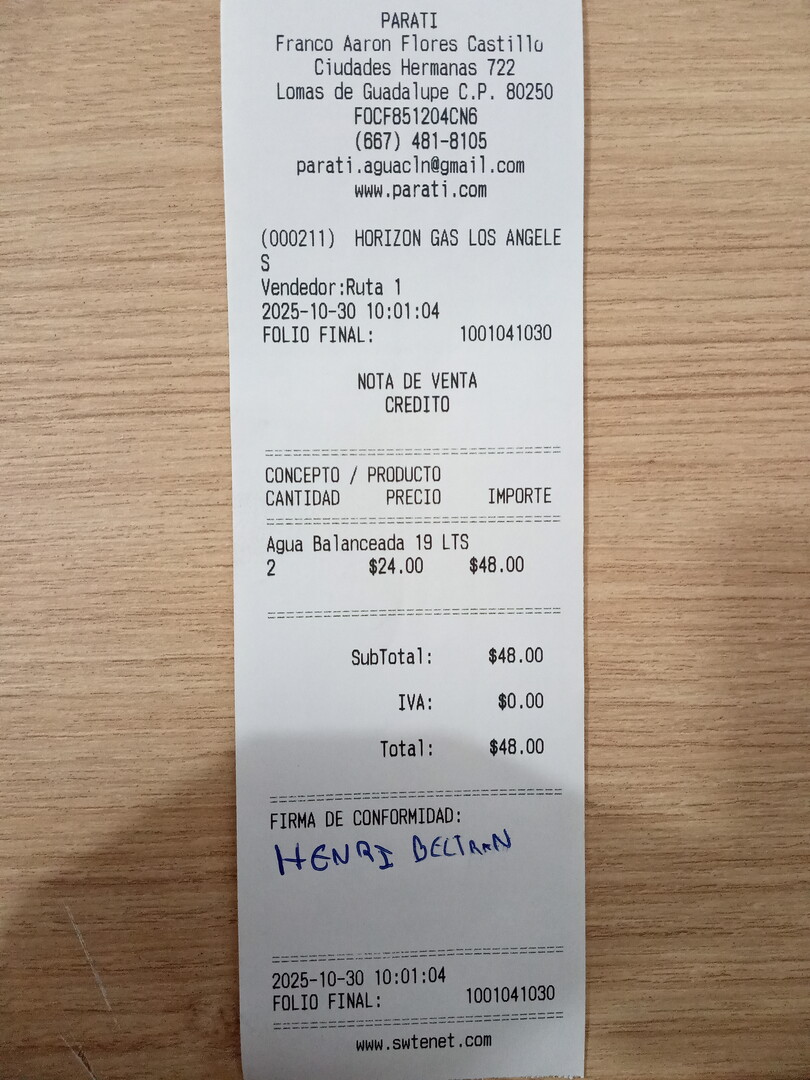 PARATI
Franco Aaron Flores Castillo
Ciudades Hermanas 722
Lomas de Guadalupe C.P. 80250
FOCF851204CN6
(667) 481-8105
parati.aguacln@gmail.com
www.parati.com
(000211) HORIZON GAS LOS ANGELE
S
Vendedor:Ruta 1
2025-10-30 10:01:04
FOLIO FINAL: 1001041030
NOTA DE VENTA
CREDITO
CONCEPTO / PRODUCTO
CANTIDAD PRECIO IMPORTE
Agua Balanceada 19 LTS
2 $24.00 $48.00
SubTotal: $48.00
IVA: $0.00
Total: $48.00
FIRMA DE CONFORMIDAD:
HENRI BELTRAN
2025-10-30 10:01:04
FOLIO FINAL: 1001041030
www.swtenet.com